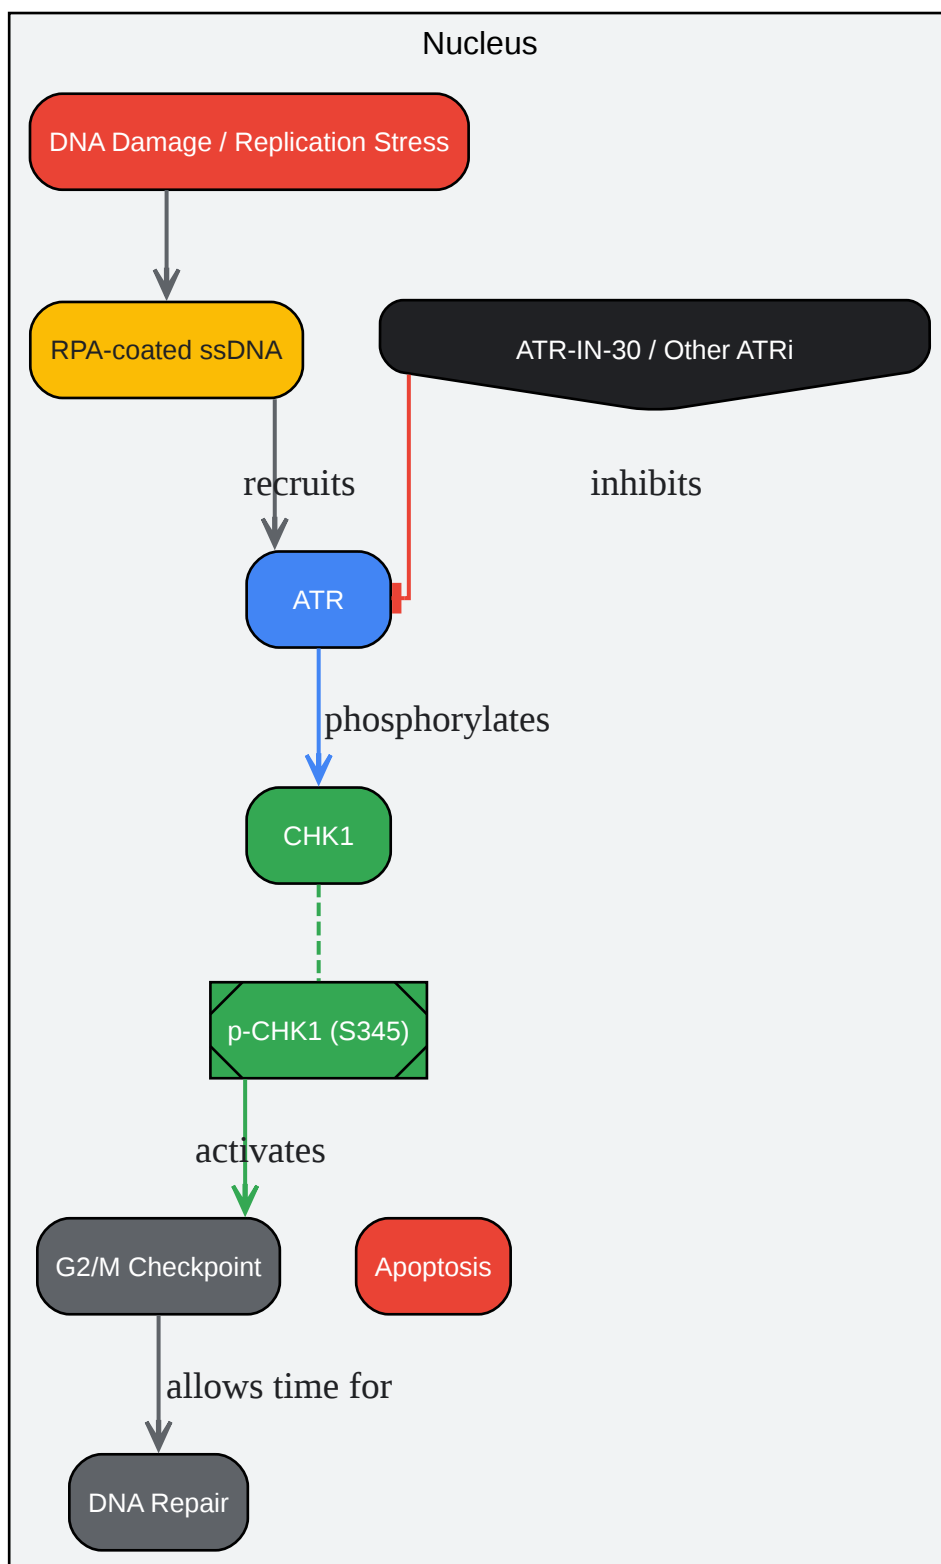 Nucleus
DNA Damage / Replication Stress
RPA-coated ssDNA
ATR-IN-30 / Other ATRi
recruits
inhibits
ATR
phosphorylates
CHK1
p-CHK1 (S345)
activates
G2/M Checkpoint
Apoptosis
allows time for
DNA Repair